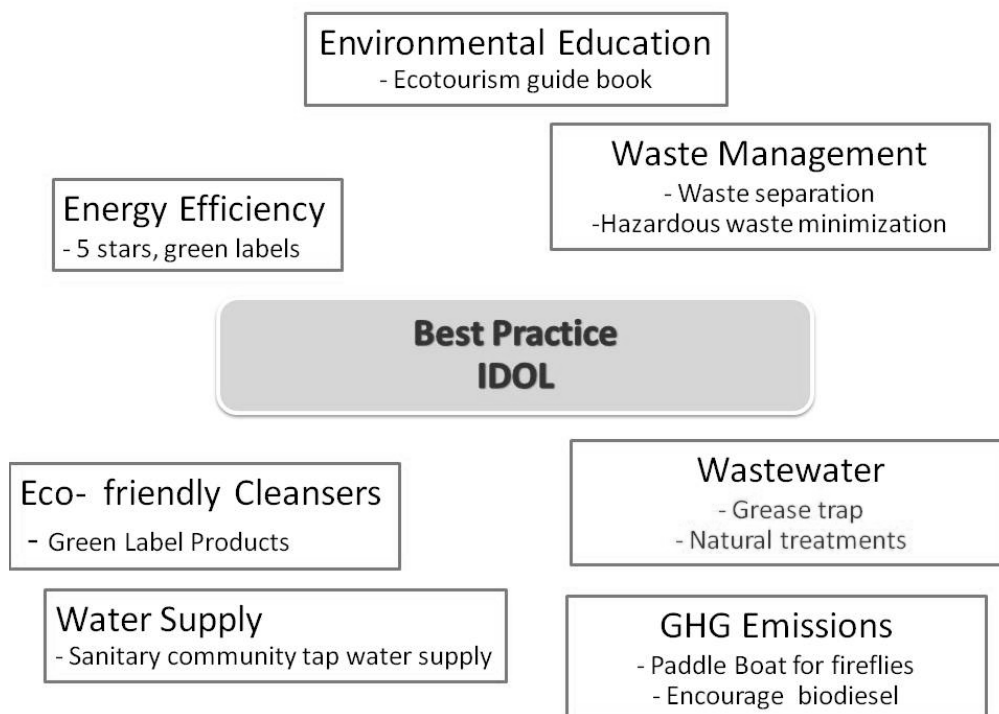 Environmental Education
- Ecotourism guide book
Waste Management
- Waste separation
-Hazardous waste minimization
Energy Efficiency
- 5 stars, green labels
Best Practice
IDOL
Eco- friendly Cleansers
- Green Label Products
Wastewater
- Grease trap
- Natural treatments
Water Supply
- Sanitary community tap water supply
GHG Emissions
- Paddle Boat for fireflies
- Encourage biodiesel